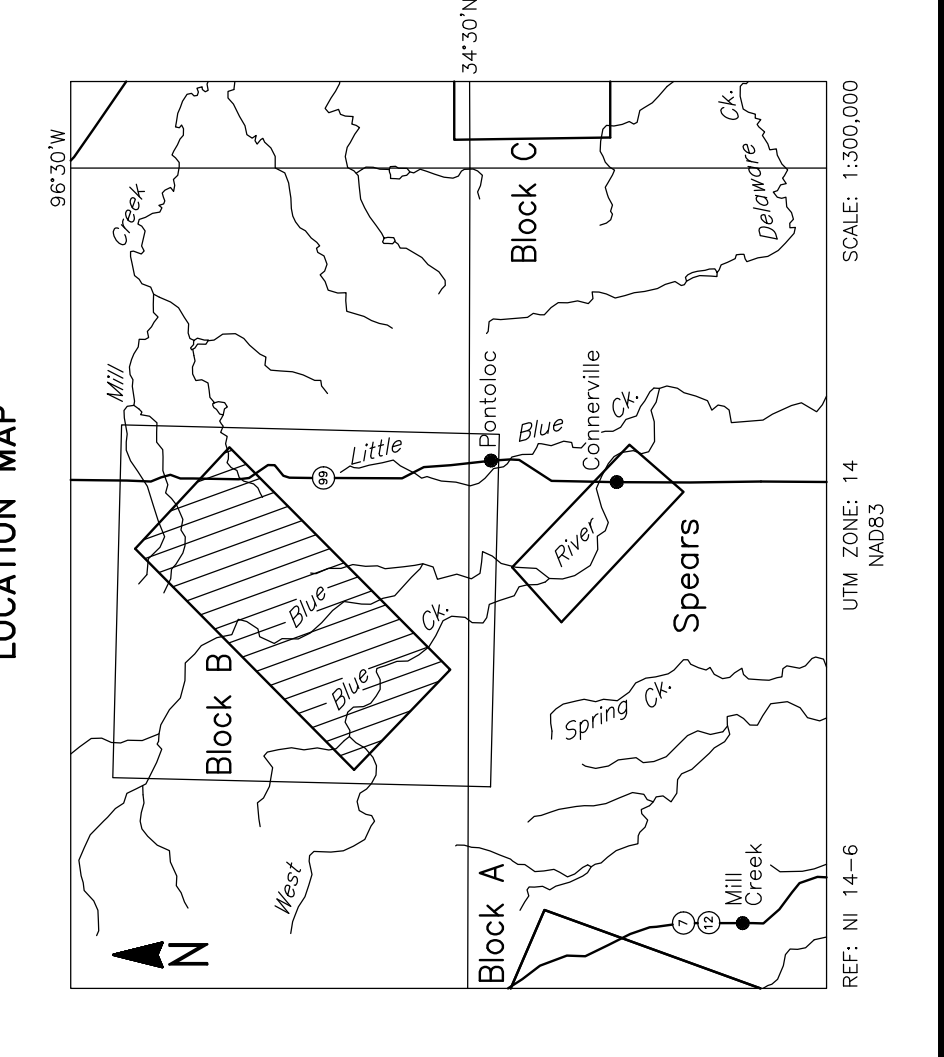 LOCATION MAP
96°30'W
34°30'N
Mill
Creek
Block B
99
Little
Blue
Ck.
Pontoloc
Connerville
Blue
Blue
Ck.
River
West
Block C
Delaware
Ck.
Spears
Spring
Ck.
Block A
7
12
Mill
Creek
N
REF: NI 14-6
UTM ZONE: 14
NAD83
SCALE: 1:300,000